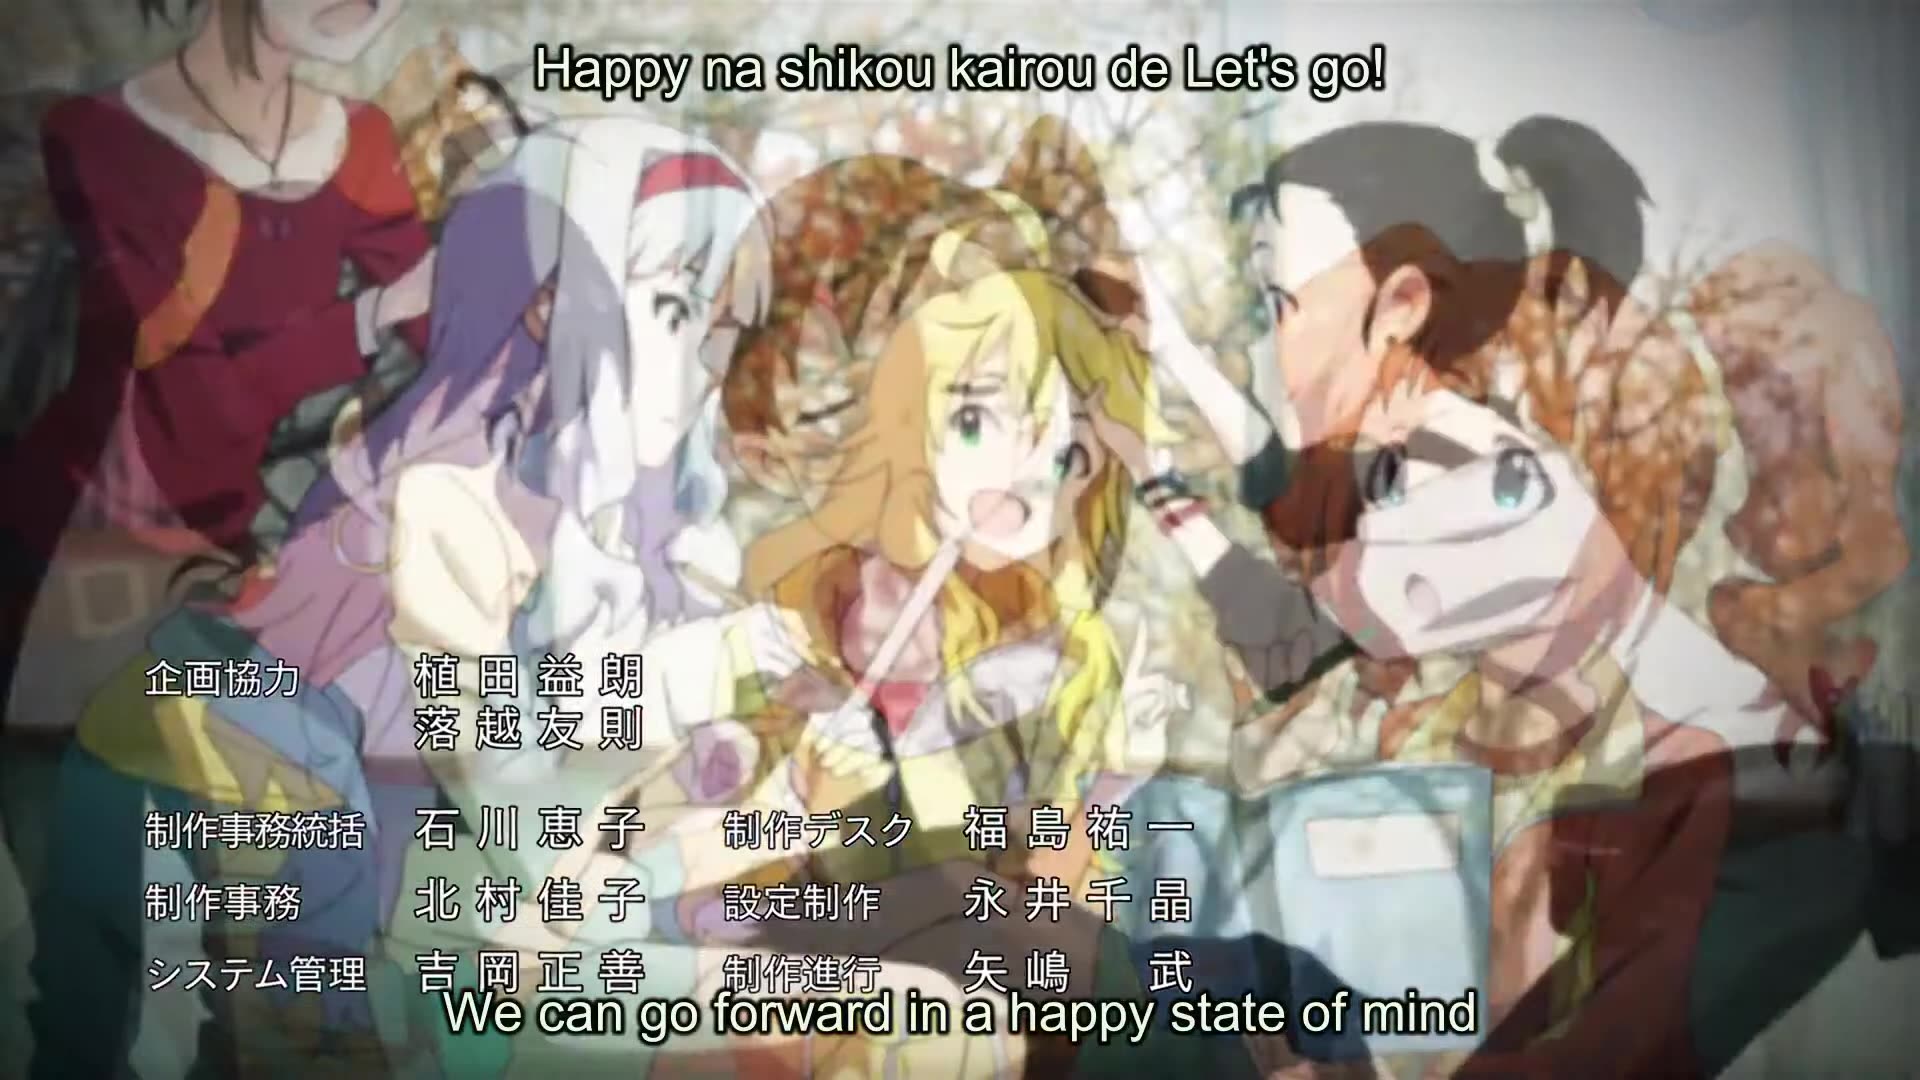 Happy na shikou kairou de Let's go!
企画協力 植田益朗
落越友則
制作事務統括 石川恵子 制作デスク 福島祐一
制作事務 北村佳子 設定制作 永井千晶
システム管理 吉岡正善 制作進行 矢嶋 武
We can go forward in a happy state of mind